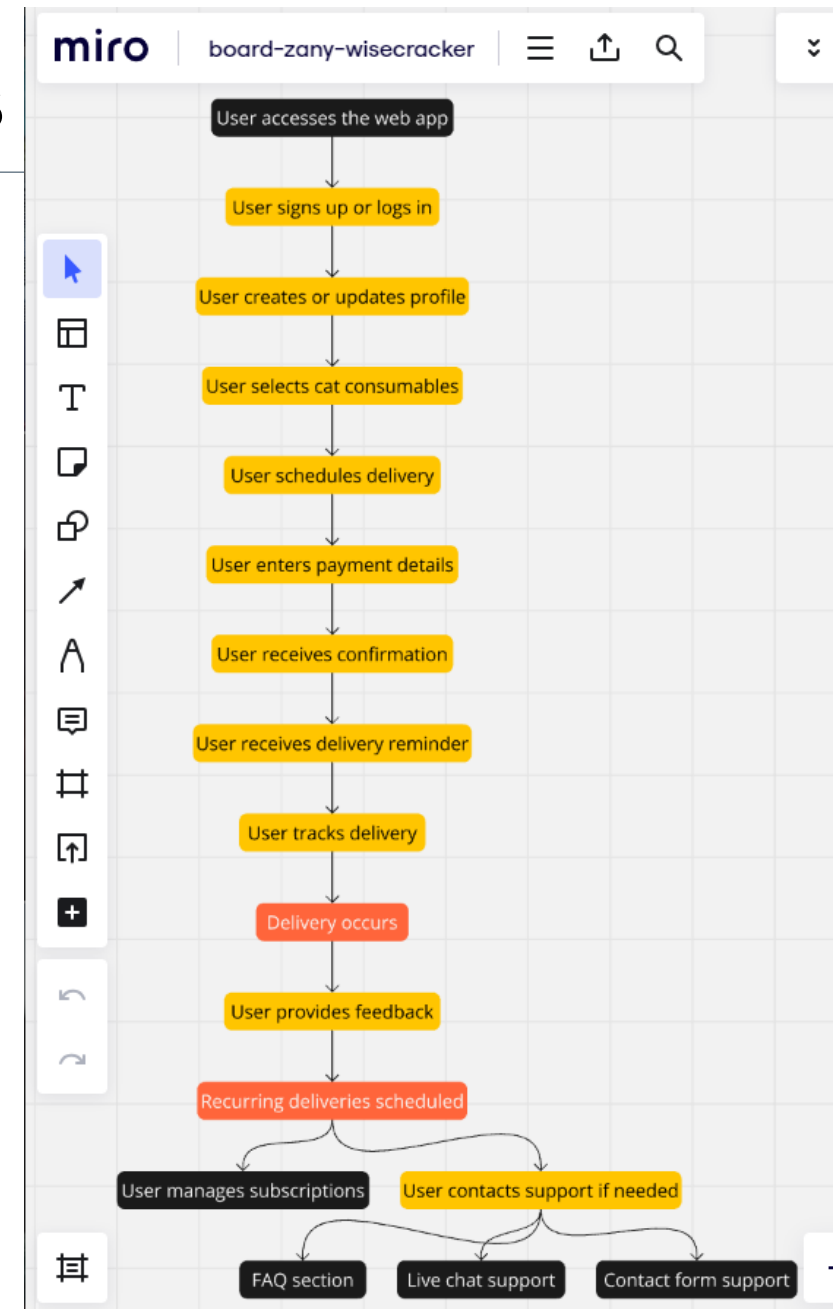 miro
board-zany-wisecracker
User accesses the web app
User signs up or logs in
User creates or updates profile
User selects cat consumables
User schedules delivery
User enters payment details
User receives confirmation
User receives delivery reminder
User tracks delivery
Delivery occurs
User provides feedback
Recurring deliveries scheduled
User manages subscriptions
User contacts support if needed
FAQ section
Live chat support
Contact form support